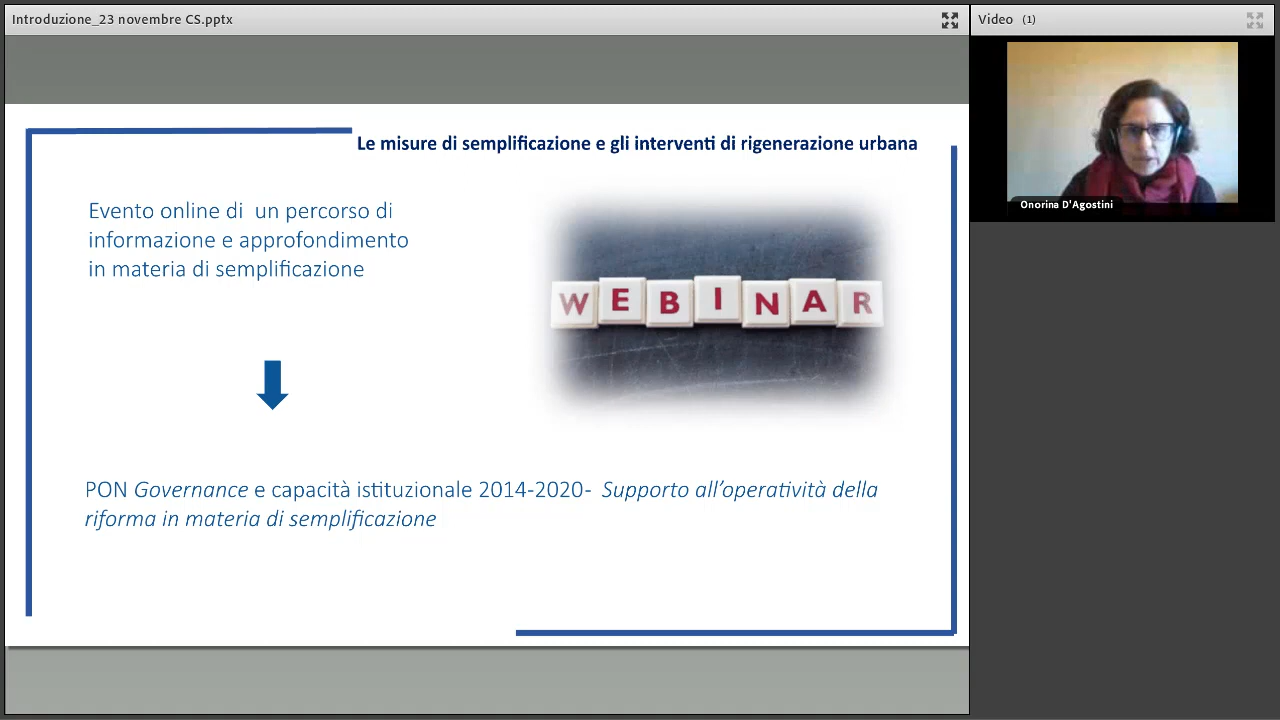 Introduzione_23 novembre CS.pptx
Video (1)
Onorina D'Agostini
Le misure di semplificazione e gli interventi di rigenerazione urbana
Evento online di un percorso di
informazione e approfondimento
in materia di semplificazione
WEBINAR
PON Governance e capacità istituzionale 2014-2020- Supporto all’operatività della
riforma in materia di semplificazione